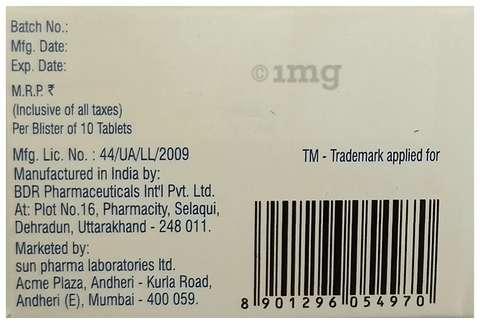 Batch No.:
Mfg. Date:
Exp. Date:
M.R.P. ₹
(Inclusive of all taxes)
Per Blister of 10 Tablets
Mfg. Lic. No. : 44/UA/LL/2009
Manufactured in India by:
BDR Pharmaceuticals Int'l Pvt. Ltd.
At: Plot No.16, Pharmacity, Selaqui,
Dehradun, Uttarakhand - 248 011.
Marketed by:
sun pharma laboratories ltd.
Acme Plaza, Andheri - Kurla Road,
Andheri (E), Mumbai - 400 059.
©1mg
TM - Trademark applied for
8 901296 054970